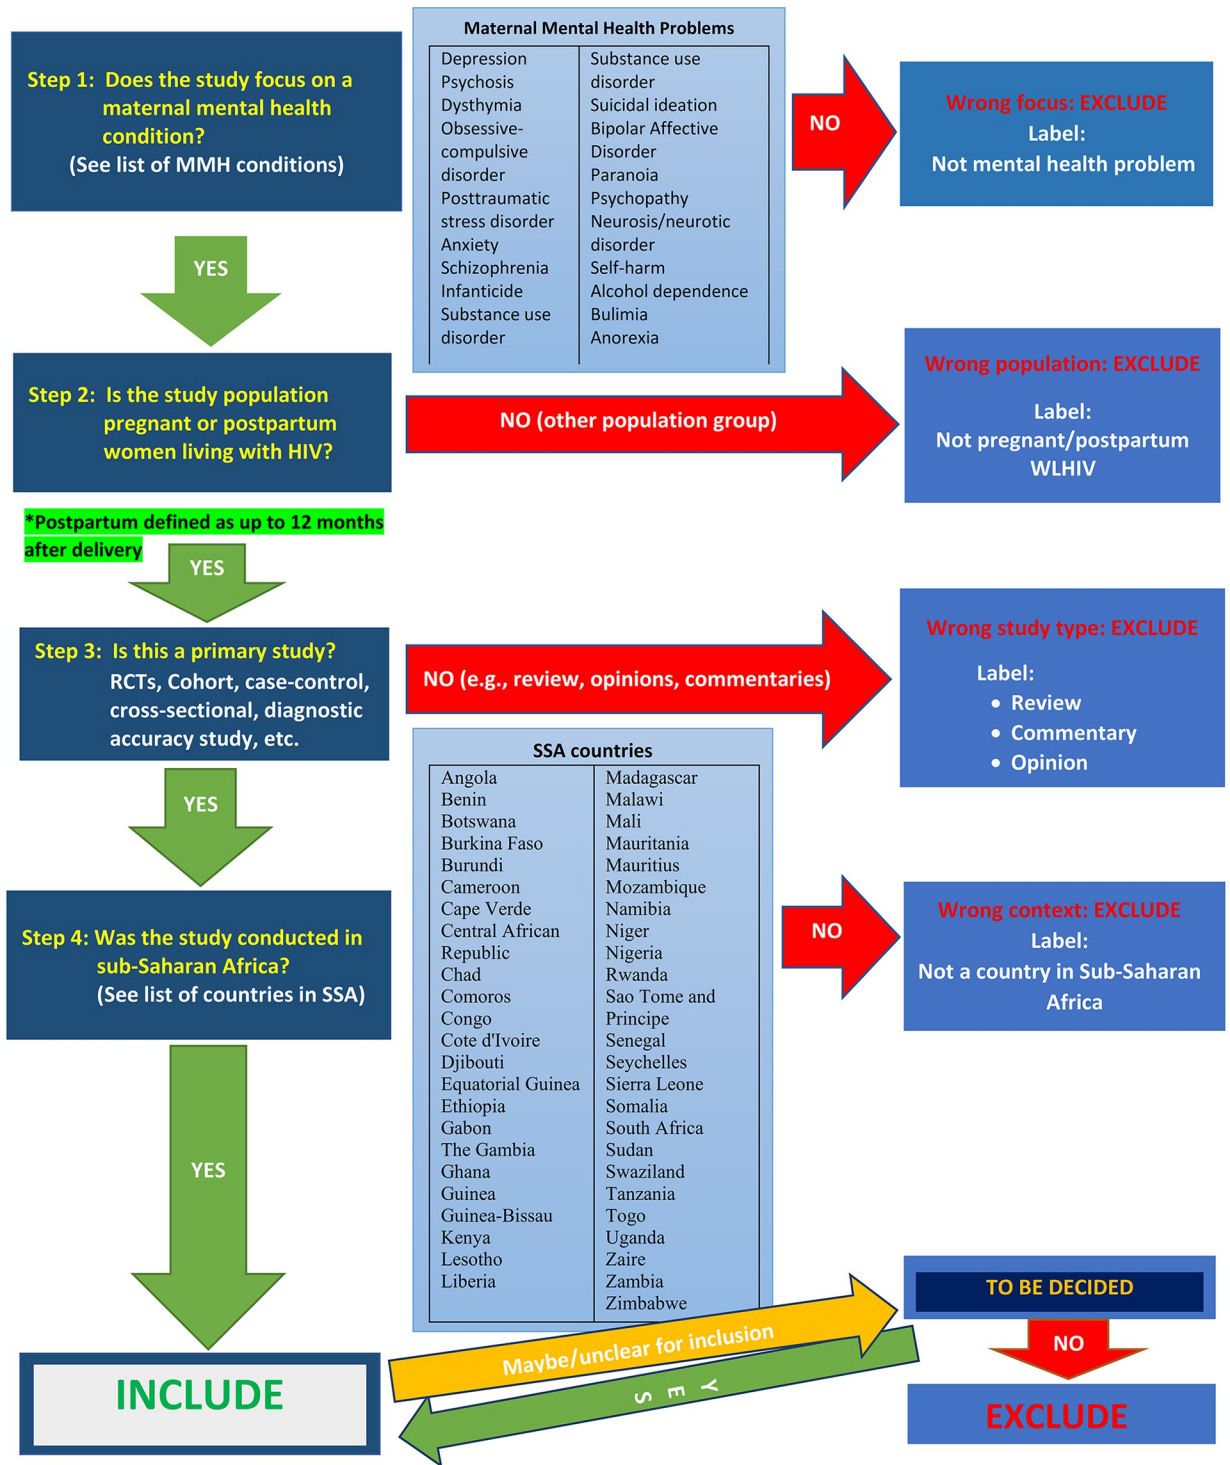 Step 1: Does the study focus on a
maternal mental health
condition?
(See list of MMH conditions)
Maternal Mental Health Problems
Depression
Psychosis
Dysthymia
Obsessive-
compulsive
disorder
Posttraumatic
stress disorder
Anxiety
Schizophrenia
Infanticide
Substance use
disorder
Substance use
disorder
Suicidal ideation
Bipolar Affective
Disorder
Paranoia
Psychopathy
Neurosis/neurotic
disorder
Self-harm
Alcohol dependence
Bulimia
Anorexia
NO
Wrong focus: EXCLUDE
Label:
Not mental health problem
YES
Step 2: Is the study population
pregnant or postpartum
women living with HIV?
NO (other population group)
Wrong population: EXCLUDE
Label:
Not pregnant/postpartum
WLHIV
*Postpartum defined as up to 12 months
after delivery
YES
Step 3: Is this a primary study?
RCTs, Cohort, case-control,
cross-sectional, diagnostic
accuracy study, etc.
NO (e.g., review, opinions, commentaries)
Wrong study type: EXCLUDE
Label:
• Review
• Commentary
• Opinion
YES
Step 4: Was the study conducted in
sub-Saharan Africa?
(See list of countries in SSA)
SSA countries
Angola
Benin
Botswana
Burkina Faso
Burundi
Cameroon
Cape Verde
Central African
Republic
Chad
Comoros
Congo
Cote d'Ivoire
Djibouti
Equatorial Guinea
Ethiopia
Gabon
The Gambia
Ghana
Guinea
Guinea-Bissau
Kenya
Lesotho
Liberia
Madagascar
Malawi
Mali
Mauritania
Mauritius
Mozambique
Namibia
Niger
Nigeria
Rwanda
Sao Tome and
Principe
Senegal
Seychelles
Sierra Leone
Somalia
South Africa
Sudan
Swaziland
Tanzania
Togo
Uganda
Zaire
Zambia
Zimbabwe
NO
Wrong context: EXCLUDE
Label:
Not a country in Sub-Saharan
Africa
YES
INCLUDE
Maybe/unclear for inclusion
YES
TO BE DECIDED
NO
EXCLUDE